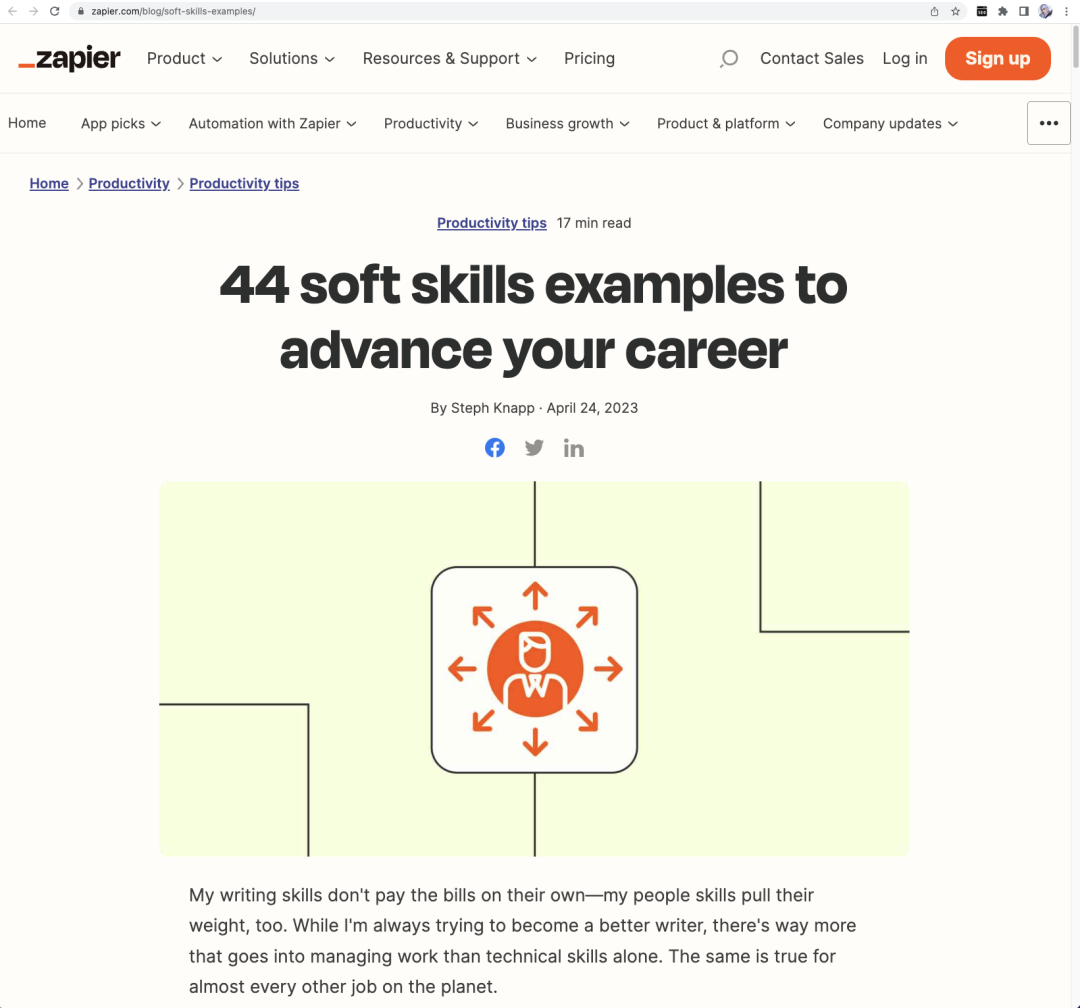 zapier.com/blog/soft-skills-examples/
zapier
Product
Solutions
Resources & Support
Pricing
Contact Sales
Log in
Sign up
Home
App picks
Automation with Zapier
Productivity
Business growth
Product & platform
Company updates
Home
Productivity
Productivity tips
Productivity tips 17 min read
44 soft skills examples to
advance your career
By Steph Knapp · April 24, 2023
My writing skills don't pay the bills on their own—my people skills pull their
weight, too. While I'm always trying to become a better writer, there's way more
that goes into managing work than technical skills alone. The same is true for
almost every other job on the planet.